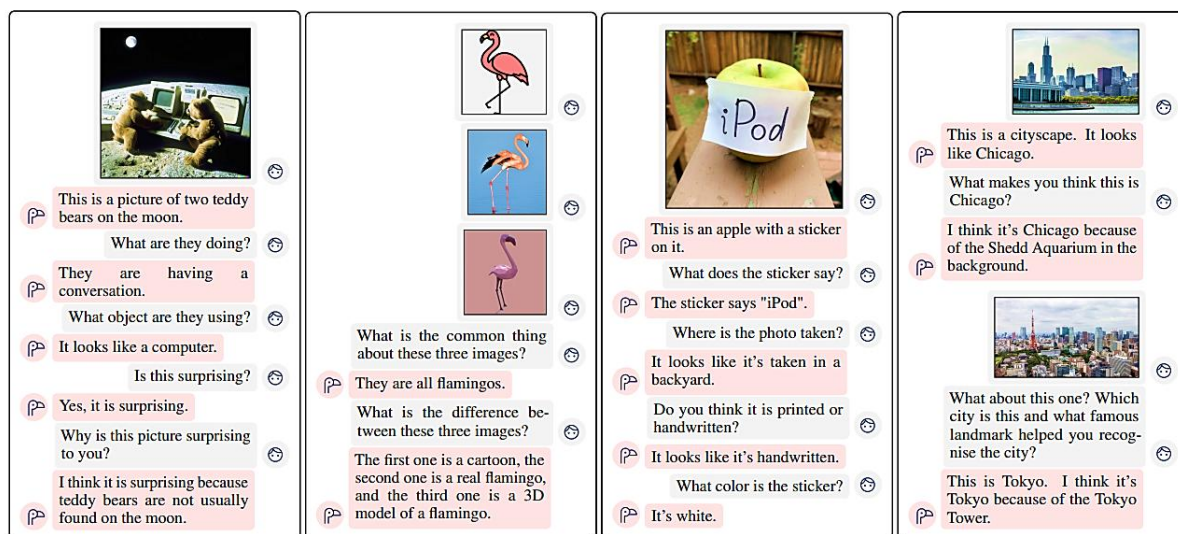 This is a picture of two teddy
bears on the moon.
What are they doing?
They are having a
conversation.
What object are they using?
It looks like a computer.
Is this surprising?
Yes, it is surprising.
Why is this picture surprising
to you?
I think it is surprising because
teddy bears are not usually
found on the moon.
What is the common thing
about these three images?
They are all flamingos.
What is the difference be-
tween these three images?
The first one is a cartoon, the
second one is a real flamingo,
and the third one is a 3D
model of a flamingo.
iPod
This is an apple with a sticker
on it.
What does the sticker say?
The sticker says "iPod".
Where is the photo taken?
It looks like it's taken in a
backyard.
Do you think it is printed or
handwritten?
It looks like it's handwritten.
What color is the sticker?
It's white.
This is a cityscape. It looks
like Chicago.
What makes you think this is
Chicago?
I think it's Chicago because
of the Shedd Aquarium in the
background.
What about this one? Which
city is this and what famous
landmark helped you recog-
nise the city?
This is Tokyo. I think it's
Tokyo because of the Tokyo
Tower.